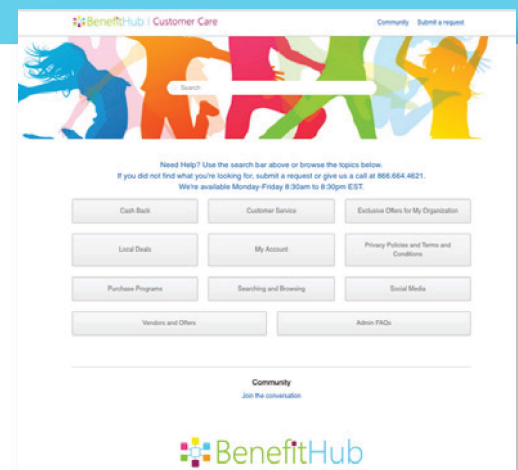 BenefitHub | Customer Care
Community Submit a request
Search
Need Help? Use the search bar above or browse the topics below.
If you did not find what you're looking for, submit a request or give us a call at 866.664.4621.
We're available Monday-Friday 8:30am to 8:30pm EST.
Cash Back
Customer Service
Exclusive Offers for My Organization
Local Deals
My Account
Privacy Policies and Terms and
Conditions
Purchase Programs
Searching and Browsing
Social Media
Vendors and Offers
Admin FAQs
Community
Join the conversation
BenefitHub